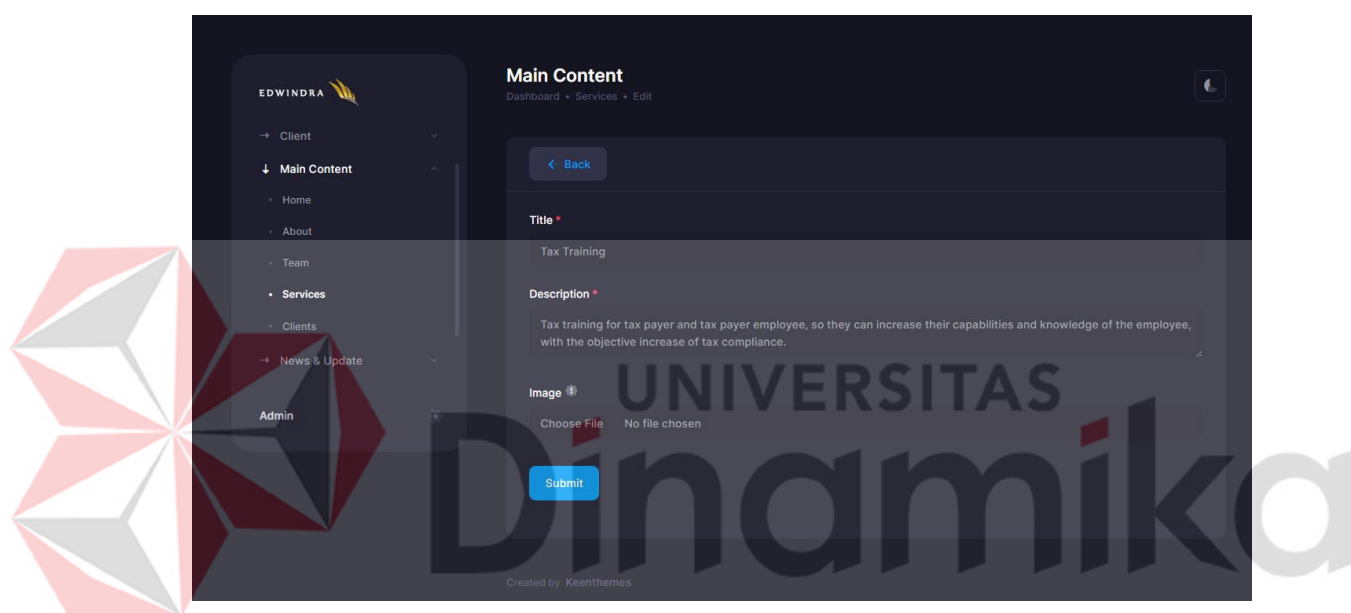 EDWINDRA
→ Client
↓ Main Content
• Home
• About
• Team
• Services
• Clients
→ News & Update
Admin
Main Content
Dashboard • Services • Edit
← Back
Title *
Tax Training
Description *
Tax training for tax payer and tax payer employee, so they can increase their capabilities and knowledge of the employee,
with the objective increase of tax compliance.
Image
Choose File No file chosen
Submit
Created by Keenthemes
UNIVERSITAS
Dinamika